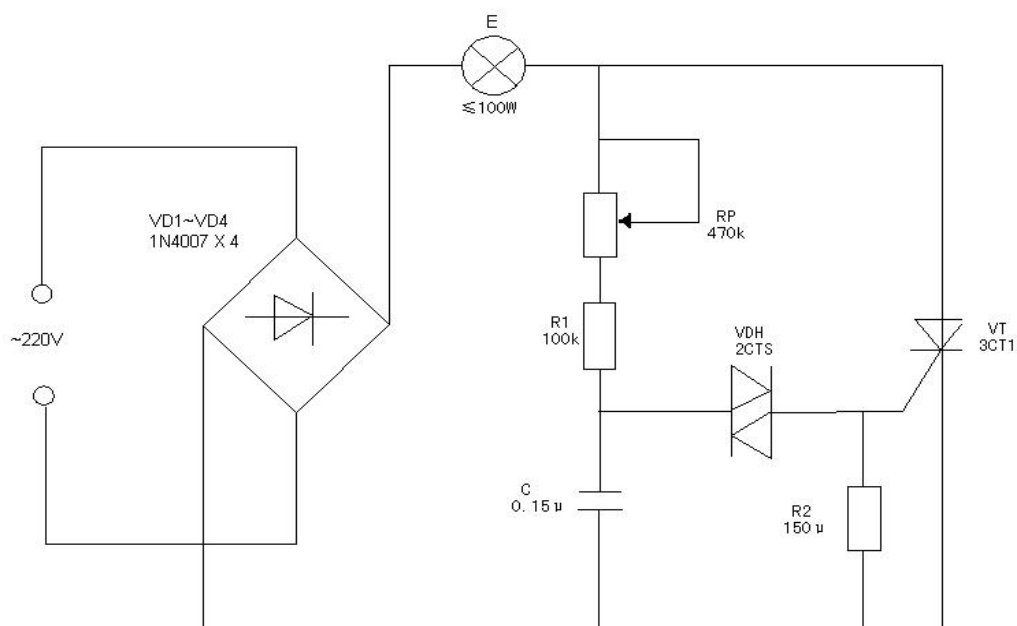 E
≤100W
VD1~VD4
1N4007 X 4
~220V
RP
470k
R1
100k
VDH
2CTS
VT
3CT1
C
0.15μ
R2
150μ